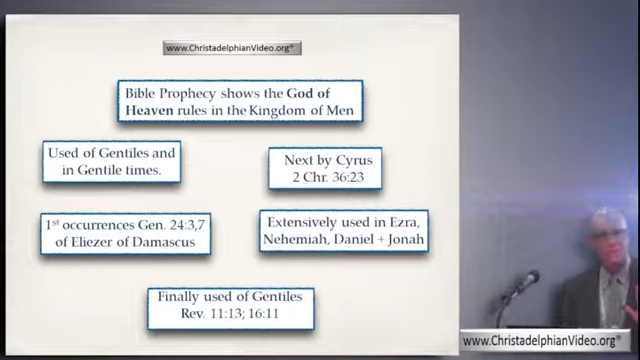 www.ChristadelphianVideo.org®
Bible Prophecy shows the God of
Heaven rules in the Kingdom of Men
Used of Gentiles and
in Gentile times.
Next by Cyrus
2 Chr. 36:23
1st occurrences Gen. 24:3,7
of Eliezer of Damascus
Extensively used in Ezra,
Nehemiah, Daniel + Jonah
Finally used of Gentiles
Rev. 11:13; 16:11
www.ChristadelphianVideo.org®